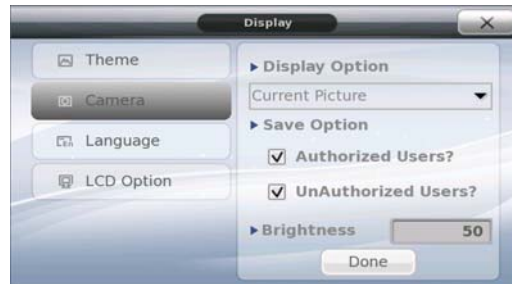 Display
Theme
Camera
Language
LCD Option
Display Option
Current Picture
Save Option
Authorized Users?
UnAuthorized Users?
Brightness 50
Done